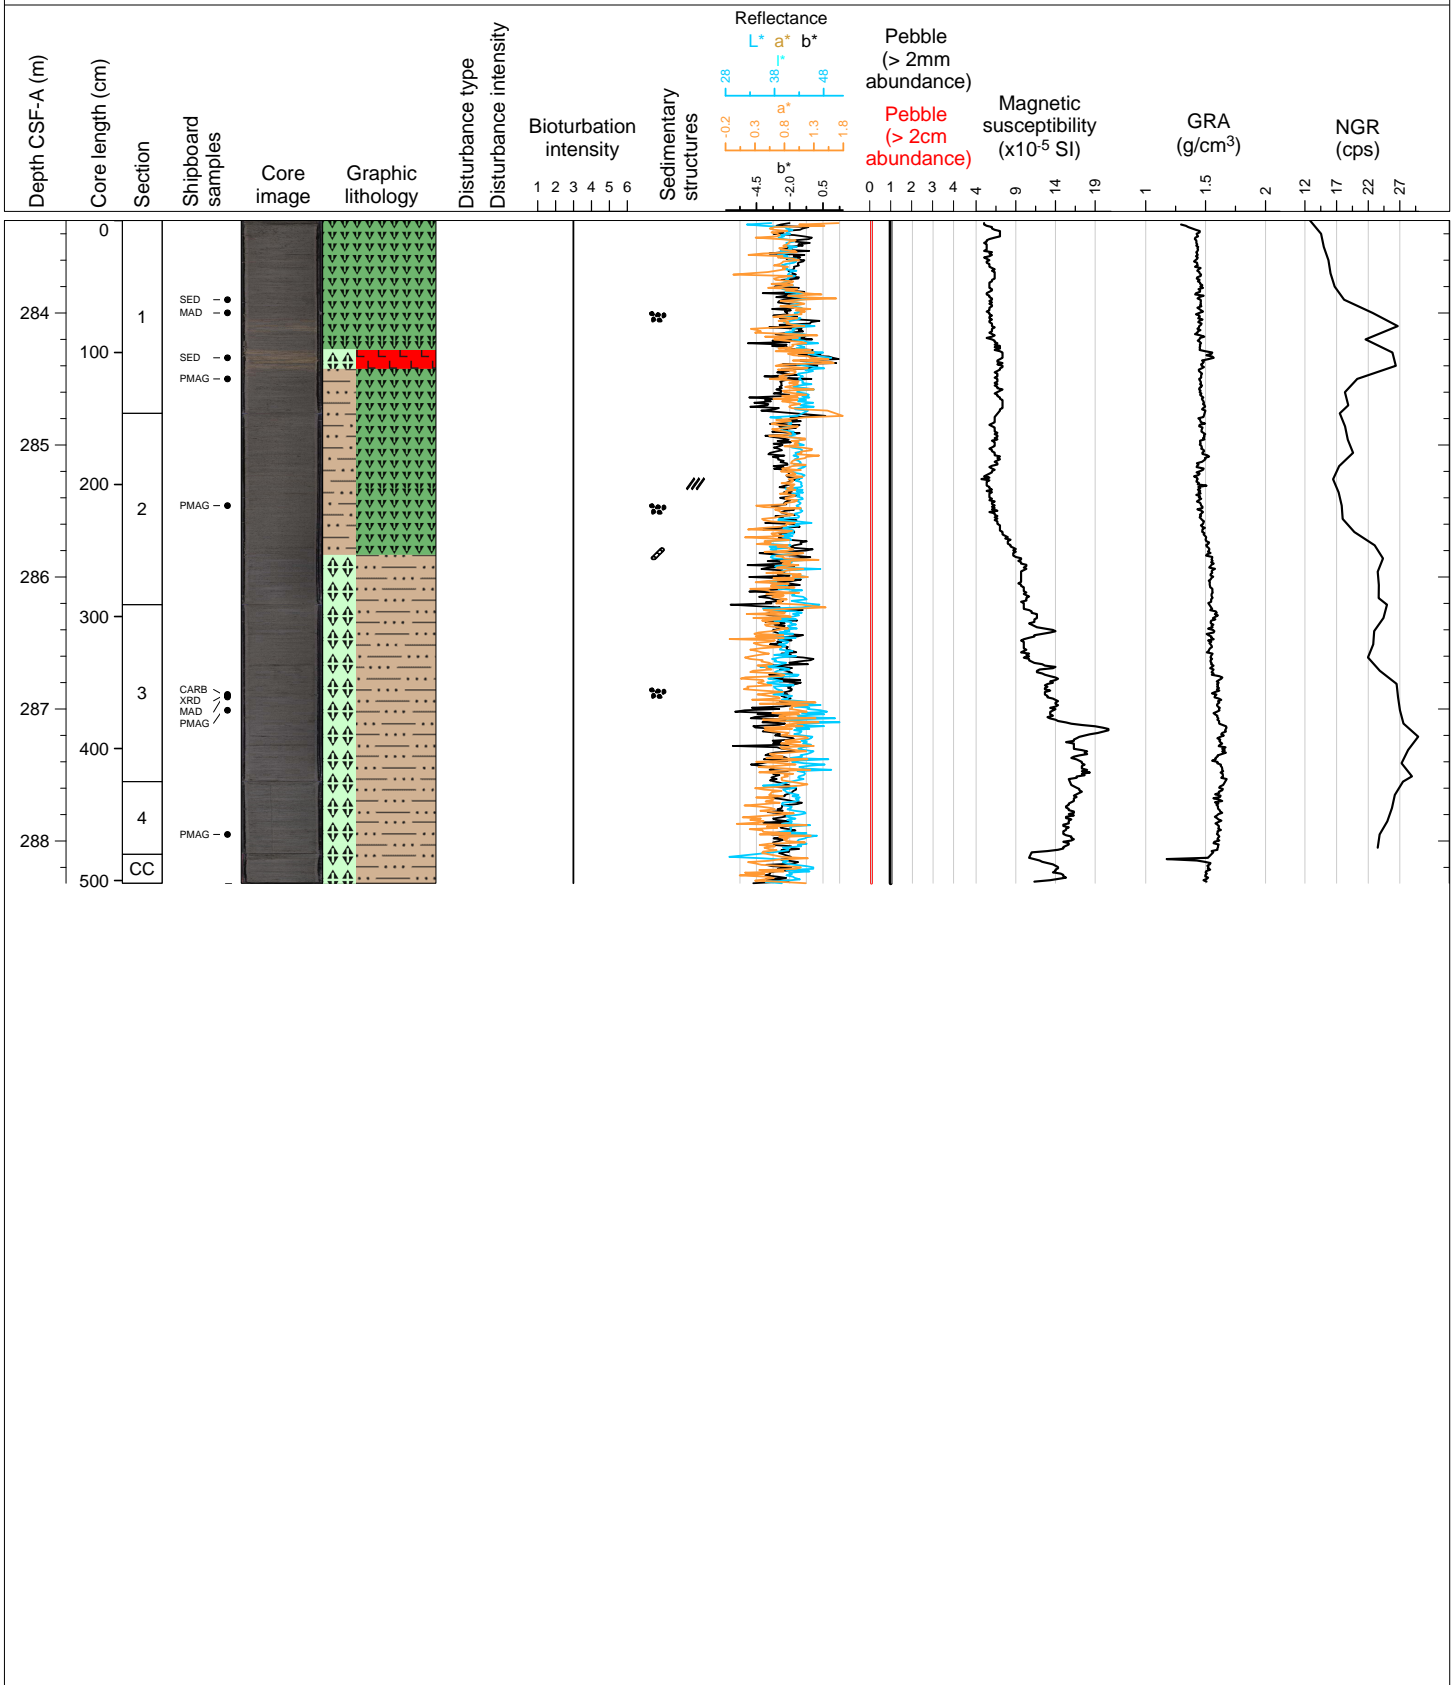 Depth CSF-A (m)
Core length (cm)
Section
Shipboard
samples
Core
image
Graphic
lithology
Disturbance type
Disturbance intensity
Bioturbation
intensity
1 2 3 4 5 6
Sedimentary
structures
Reflectance
L* a* b*
28 38 48
l*
a*
-0.2 0.3 0.8 1.3 1.8
b*
-4.5 -2.0 0.5
Pebble
(> 2mm
abundance)
Pebble
(> 2cm
abundance)
0 1 2 3 4
Magnetic
susceptibility
(x10-5 SI)
4 9 14 19
GRA
(g/cm3)
1 1.5 2
NGR
(cps)
12 17 22 27
0
SED
284
MAD
1
100
SED
PMAG
285
200
PMAG
2
286
300
CARB
3
XRD
287
MAD
PMAG
400
4
PMAG
288
CC
500